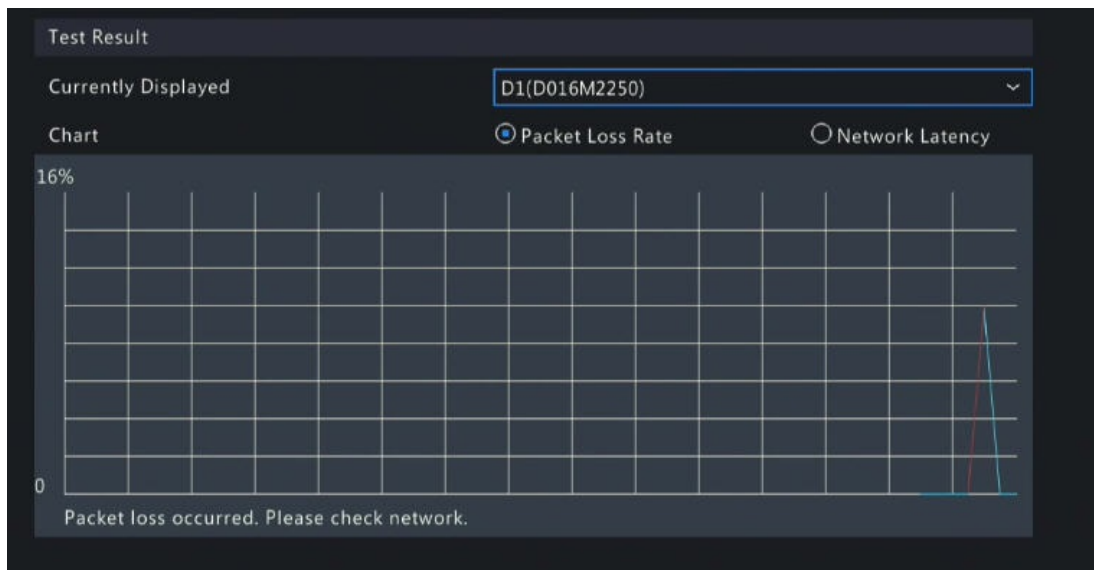 Test Result
Currently Displayed D1(D016M2250)
Chart Packet Loss Rate Network Latency
16%
0
Packet loss occurred. Please check network.